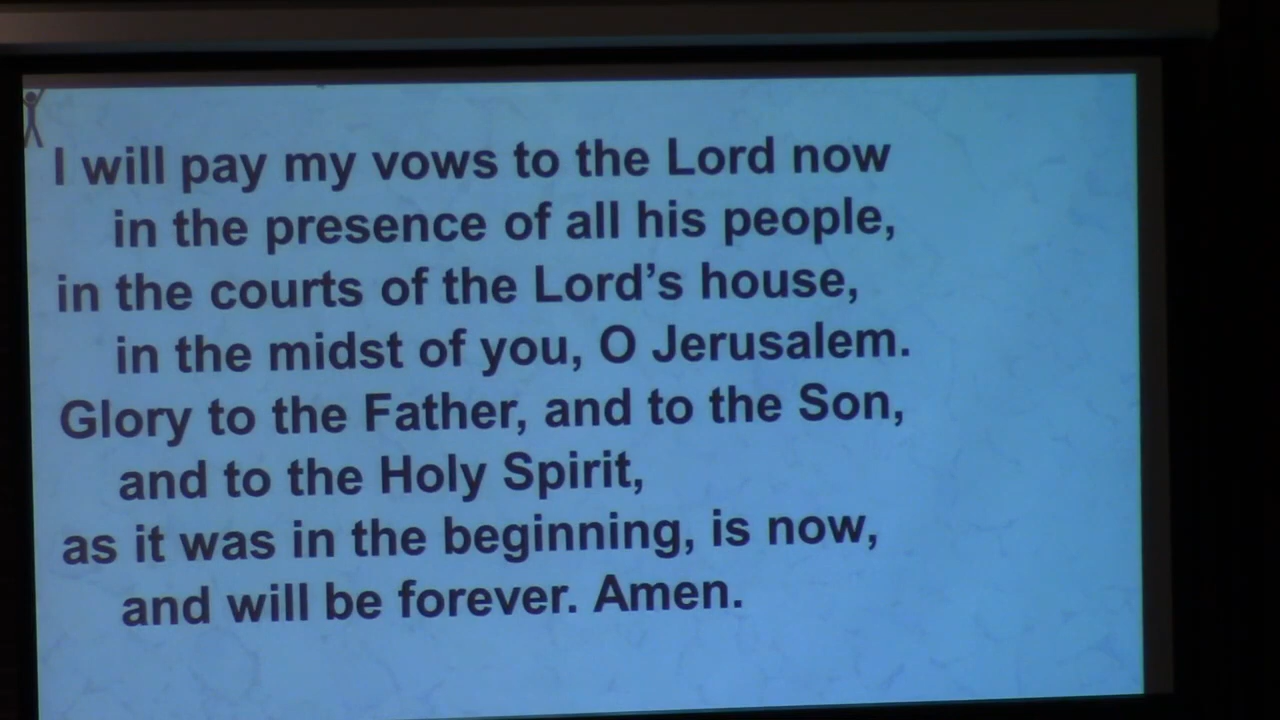 I will pay my vows to the Lord now
in the presence of all his people,
in the courts of the Lord’s house,
in the midst of you, O Jerusalem.
Glory to the Father, and to the Son,
and to the Holy Spirit,
as it was in the beginning, is now,
and will be forever. Amen.